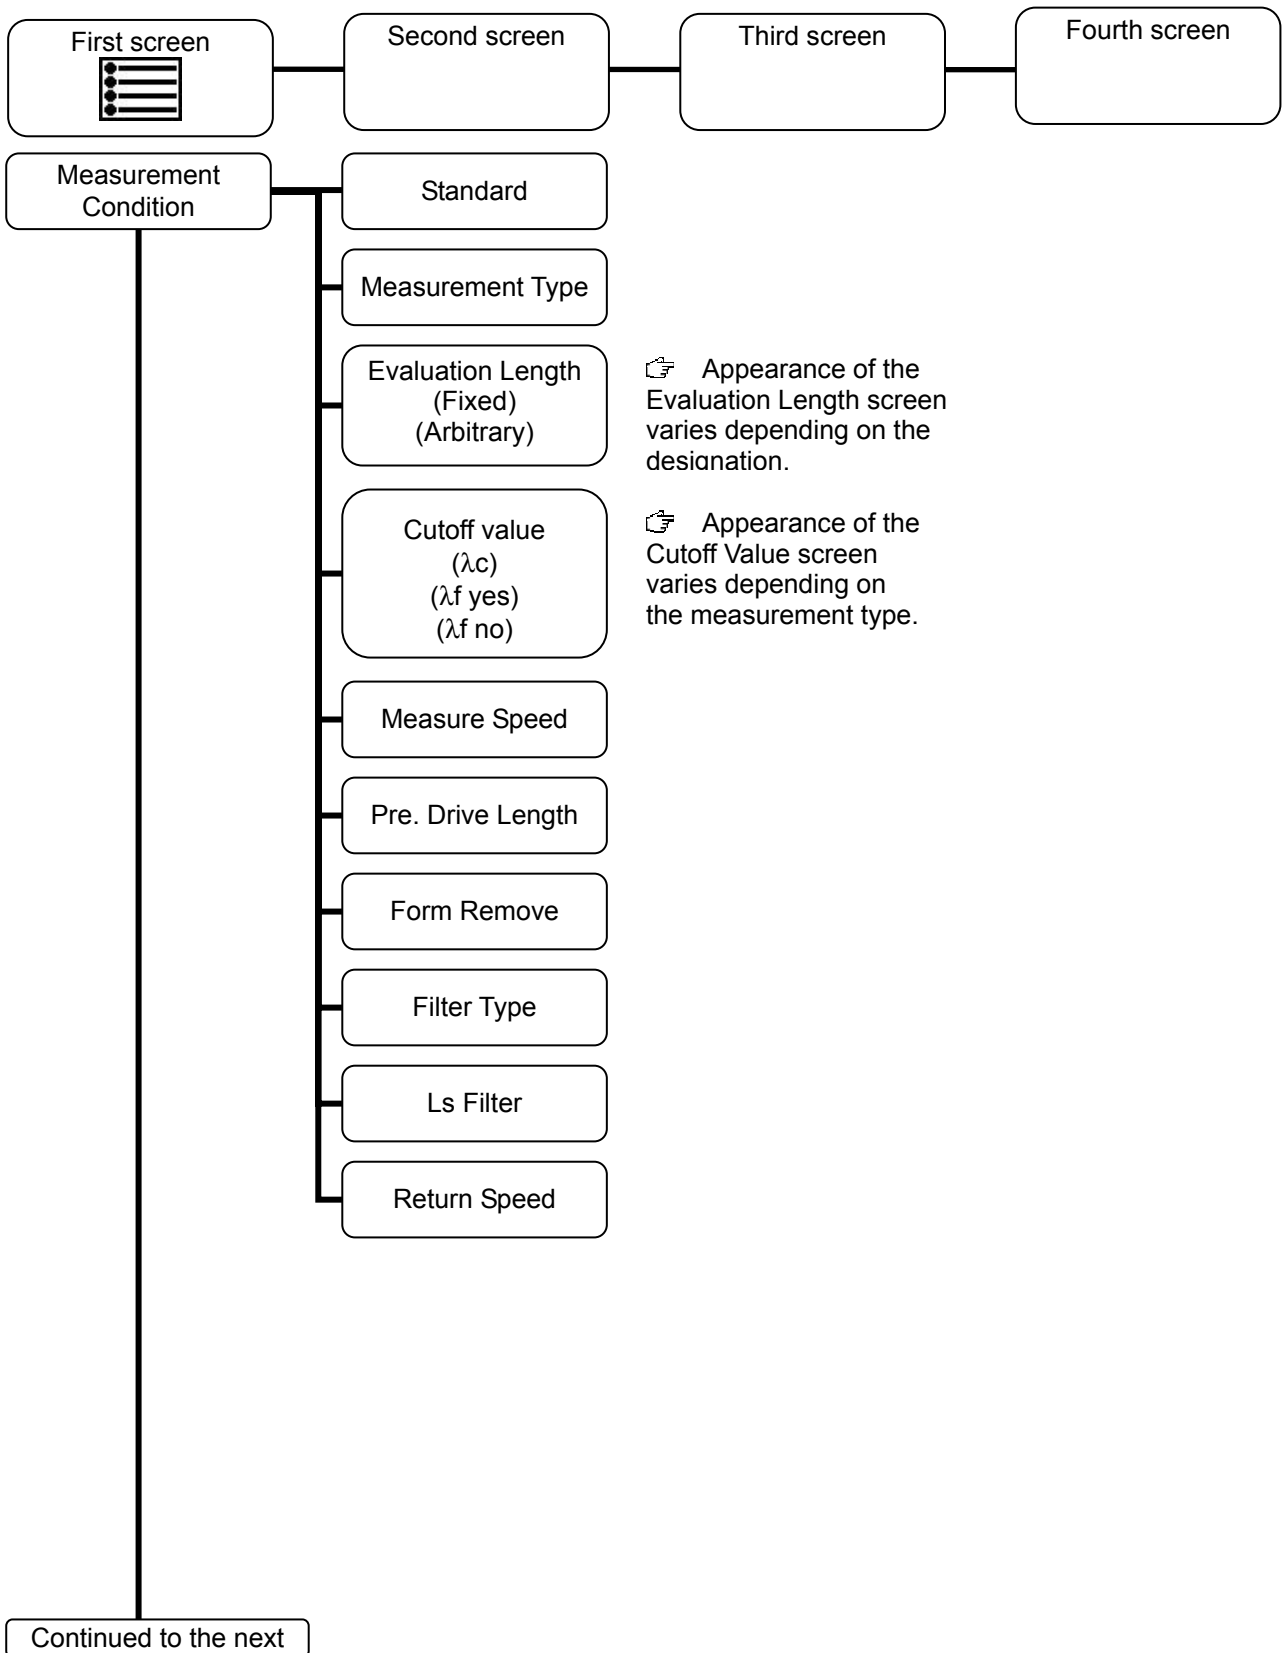 First screen
Second screen
Third screen
Fourth screen
Measurement
Condition
Standard
Measurement Type
Evaluation Length
(Fixed)
(Arbitrary)
☞ Appearance of the
Evaluation Length screen
varies depending on the
designation.
Cutoff value
(λc)
(λf yes)
(λf no)
☞ Appearance of the
Cutoff Value screen
varies depending on
the measurement type.
Measure Speed
Pre. Drive Length
Form Remove
Filter Type
Ls Filter
Return Speed
Continued to the next